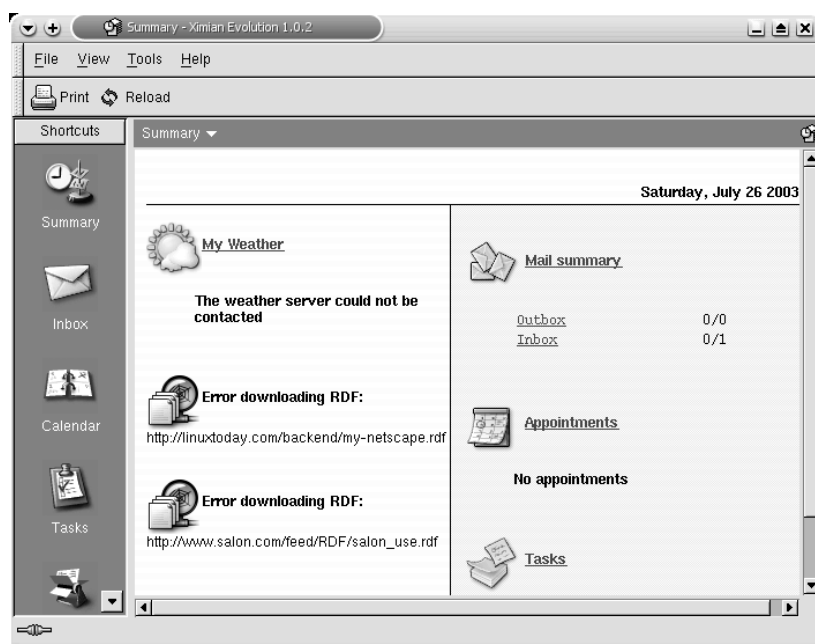 Summary - Ximian Evolution 1.0.2
File View Tools Help
Print Reload
Shortcuts
Summary
Inbox
Calendar
Tasks
Summary
Saturday, July 26 2003
My Weather
The weather server could not be
contacted
Error downloading RDF:
http://linuxtoday.com/backend/my-netscape.rdf
Error downloading RDF:
http://www.salon.com/feed/RDF/salon_use.rdf
Mail summary
Outbox 0/0
Inbox 0/1
Appointments
No appointments
Tasks